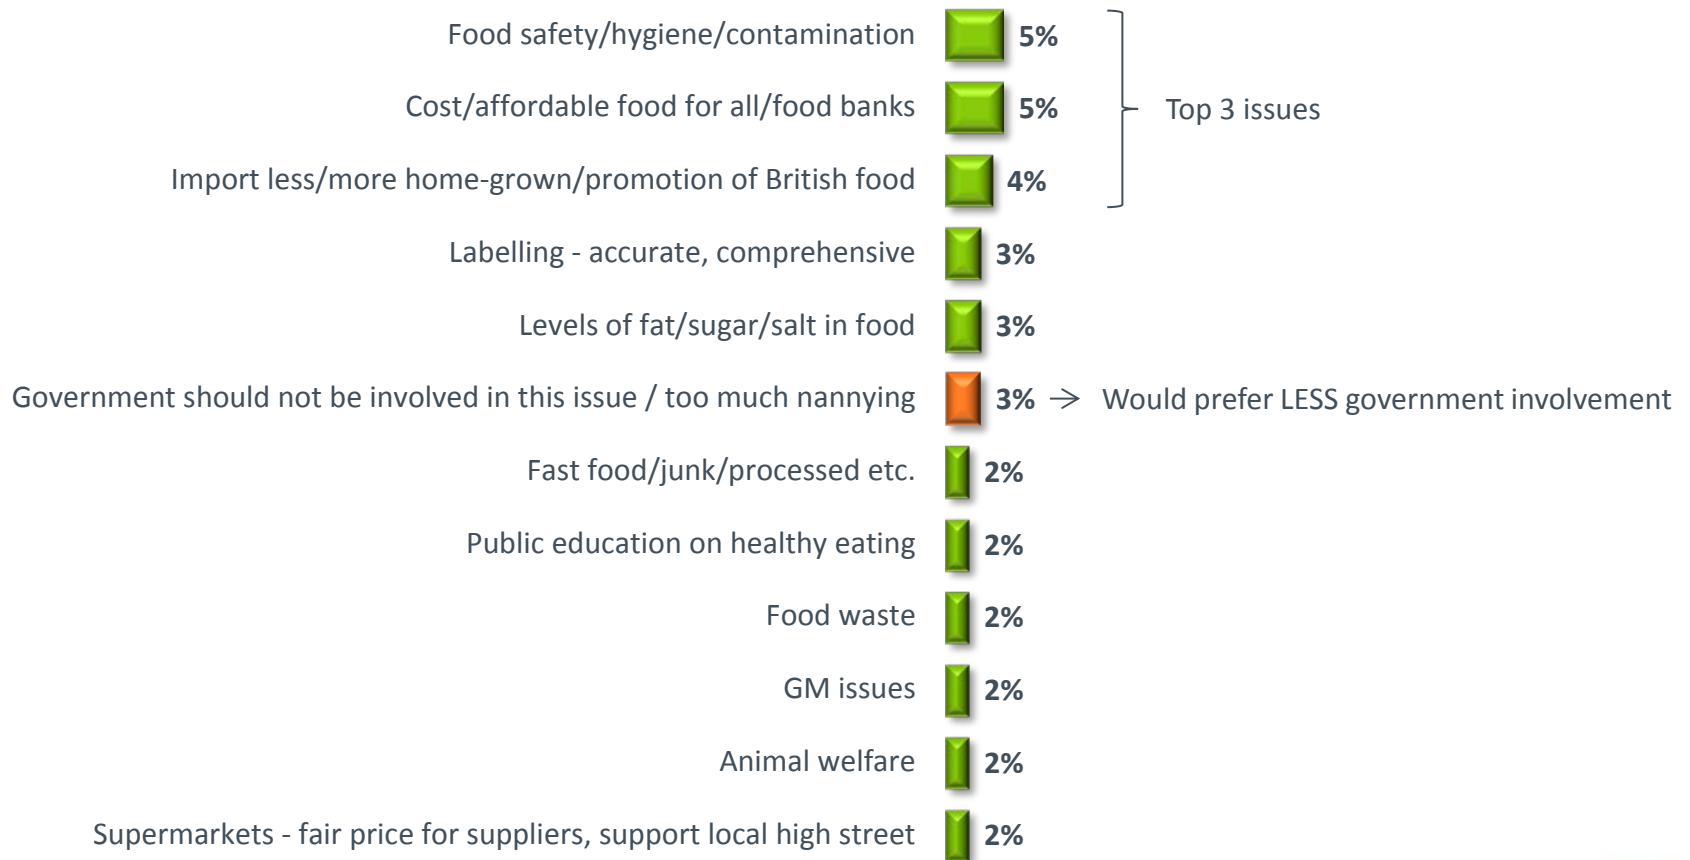 Food safety/hygiene/contamination 5%
Cost/affordable food for all/food banks 5% Top 3 issues
Import less/more home-grown/promotion of British food 4%
Labelling - accurate, comprehensive 3%
Levels of fat/sugar/salt in food 3%
Government should not be involved in this issue / too much nannying 3% → Would prefer LESS government involvement
Fast food/junk/processed etc. 2%
Public education on healthy eating 2%
Food waste 2%
GM issues 2%
Animal welfare 2%
Supermarkets - fair price for suppliers, support local high street 2%